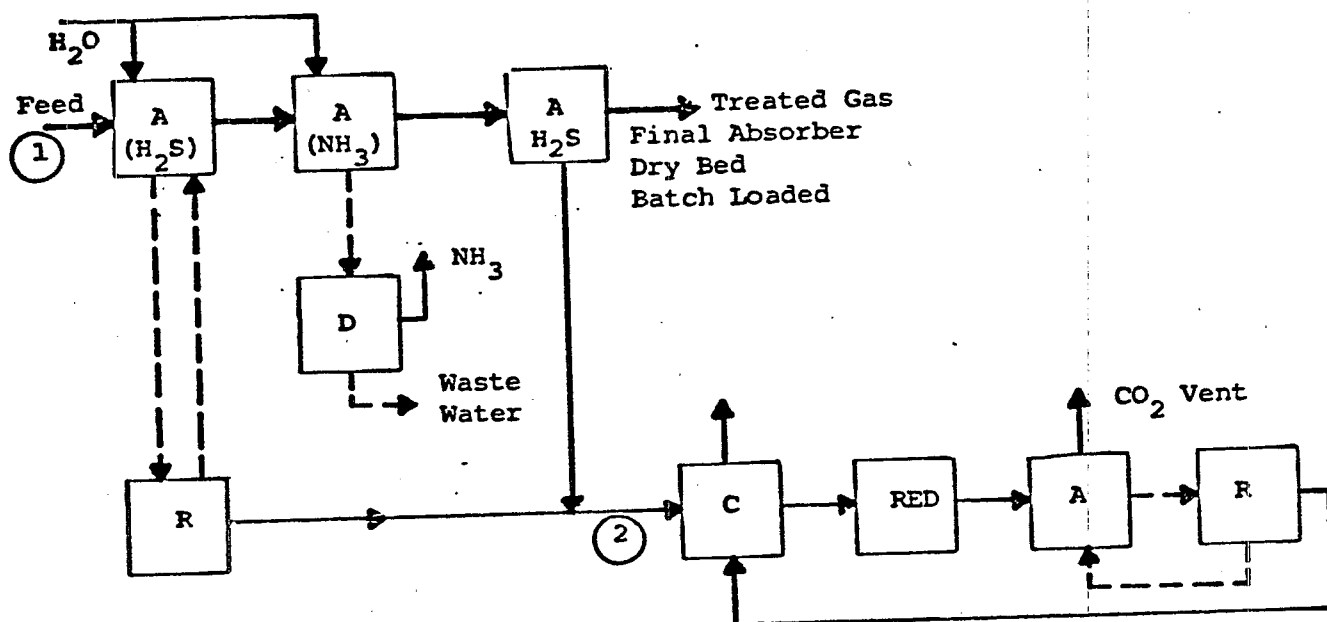 H₂O
Feed
1
A
(H₂S)
A
(NH₃)
A
H₂S
Treated Gas
Final Absorber
Dry Bed
Batch Loaded
NH₃
D
Waste
Water
CO₂ Vent
R
2
C
RED
A
R